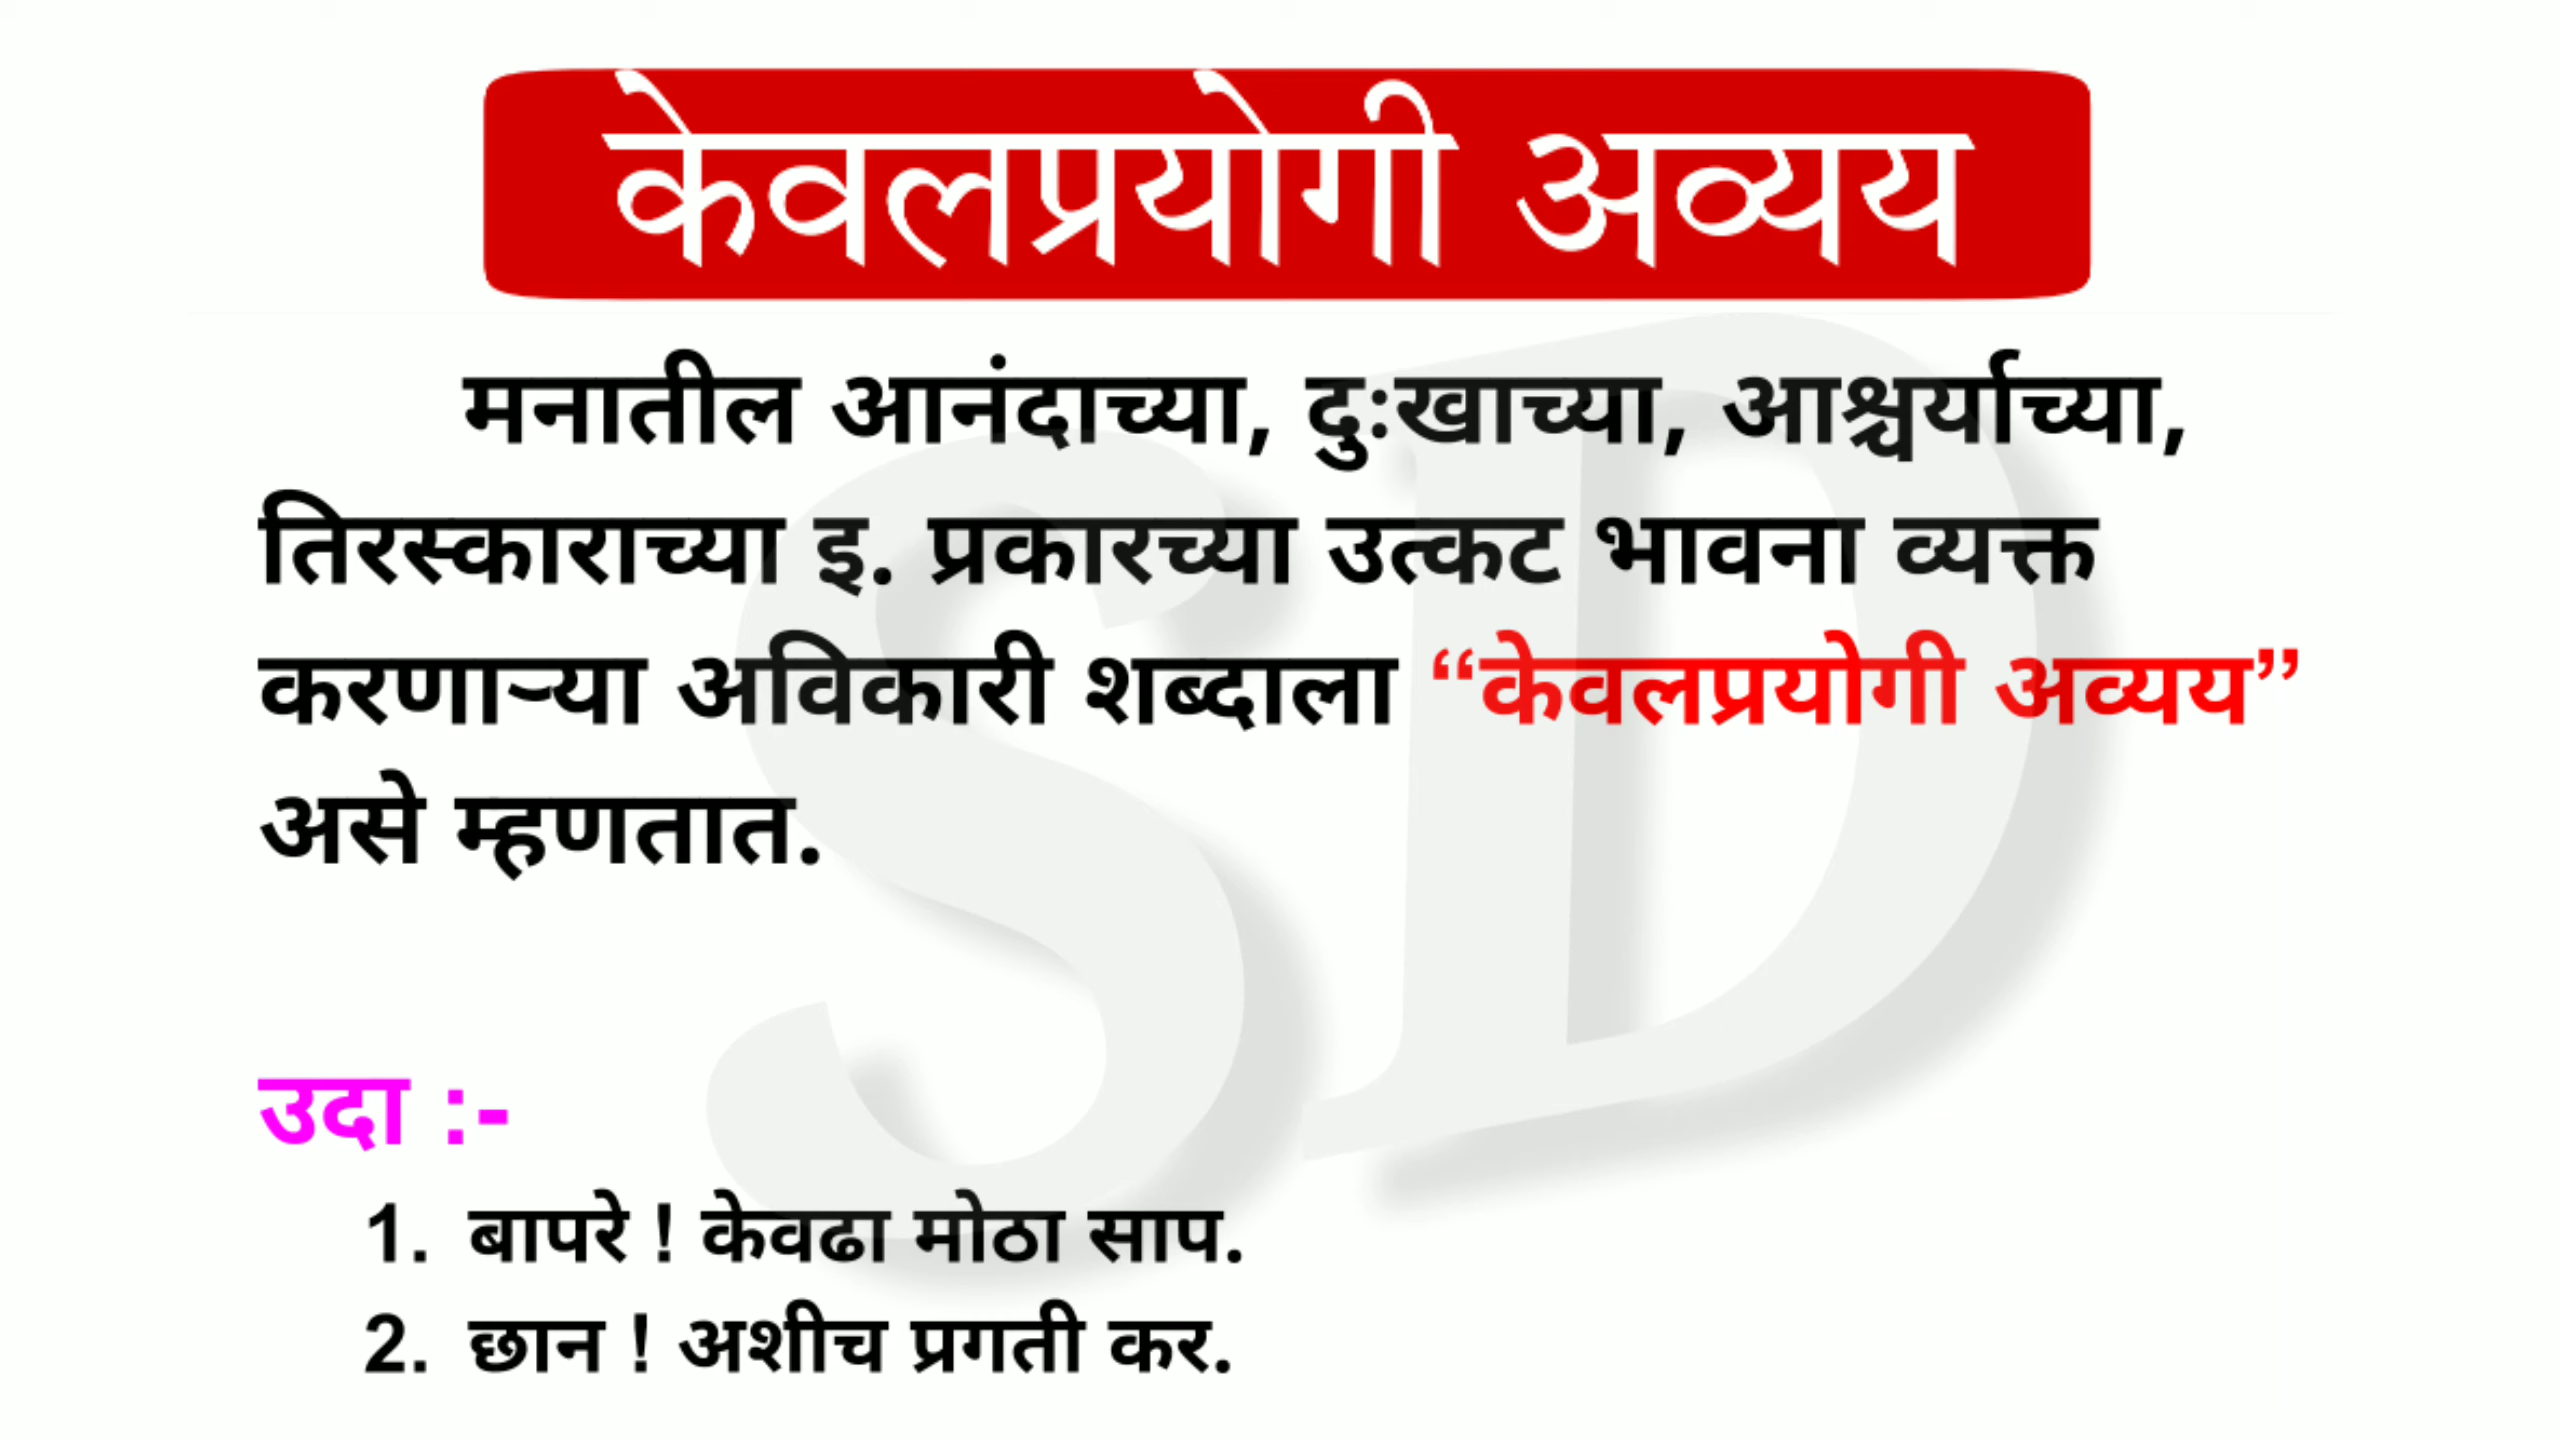 केवलप्रयोगी अव्यय
मनातील आनंदाच्या, दुःखाच्या, आश्चर्याच्या,
तिरस्काराच्या इ. प्रकारच्या उत्कट भावना व्यक्त
करणाऱ्या अविकारी शब्दाला “केवलप्रयोगी अव्यय”
असे म्हणतात.
SD
उदा :-
1. बापरे ! केवढा मोठा साप.
2. छान ! अशीच प्रगती कर.